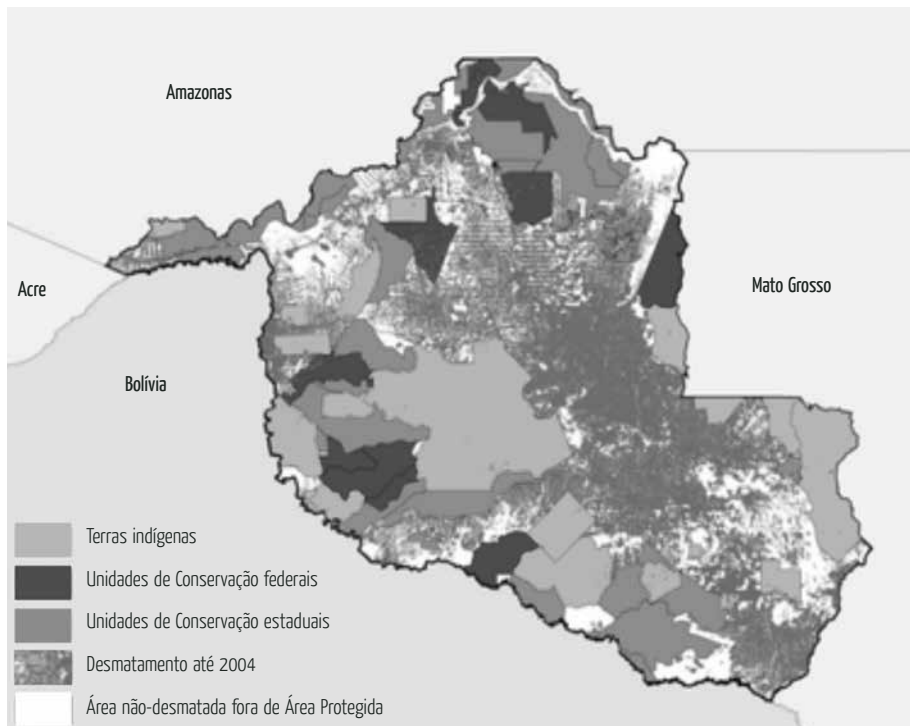 Amazonas
Acre
Mato Grosso
Bolívia
Terras indígenas
Unidades de Conservação federais
Unidades de Conservação estaduais
Desmatamento até 2004
Área não-desmatada fora de Área Protegida